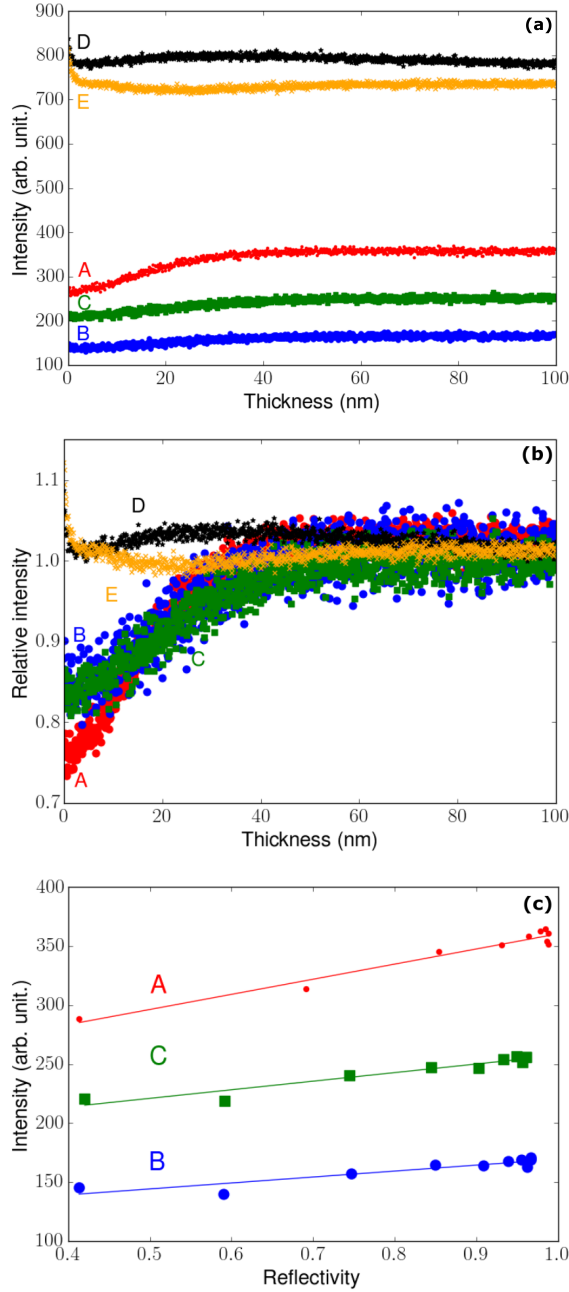 (a)
900
800
700
600
500
400
300
200
100
Intensity (arb. unit.)
D
E
A
C
B
0 20 40 60 80 100
Thickness (nm)
(b)
1.1
1.0
0.9
0.8
0.7
Relative intensity
D
E
B
C
A
0 20 40 60 80 100
Thickness (nm)
(c)
400
350
300
250
200
150
100
Intensity (arb. unit.)
A
C
B
0.4 0.5 0.6 0.7 0.8 0.9 1.0
Reflectivity